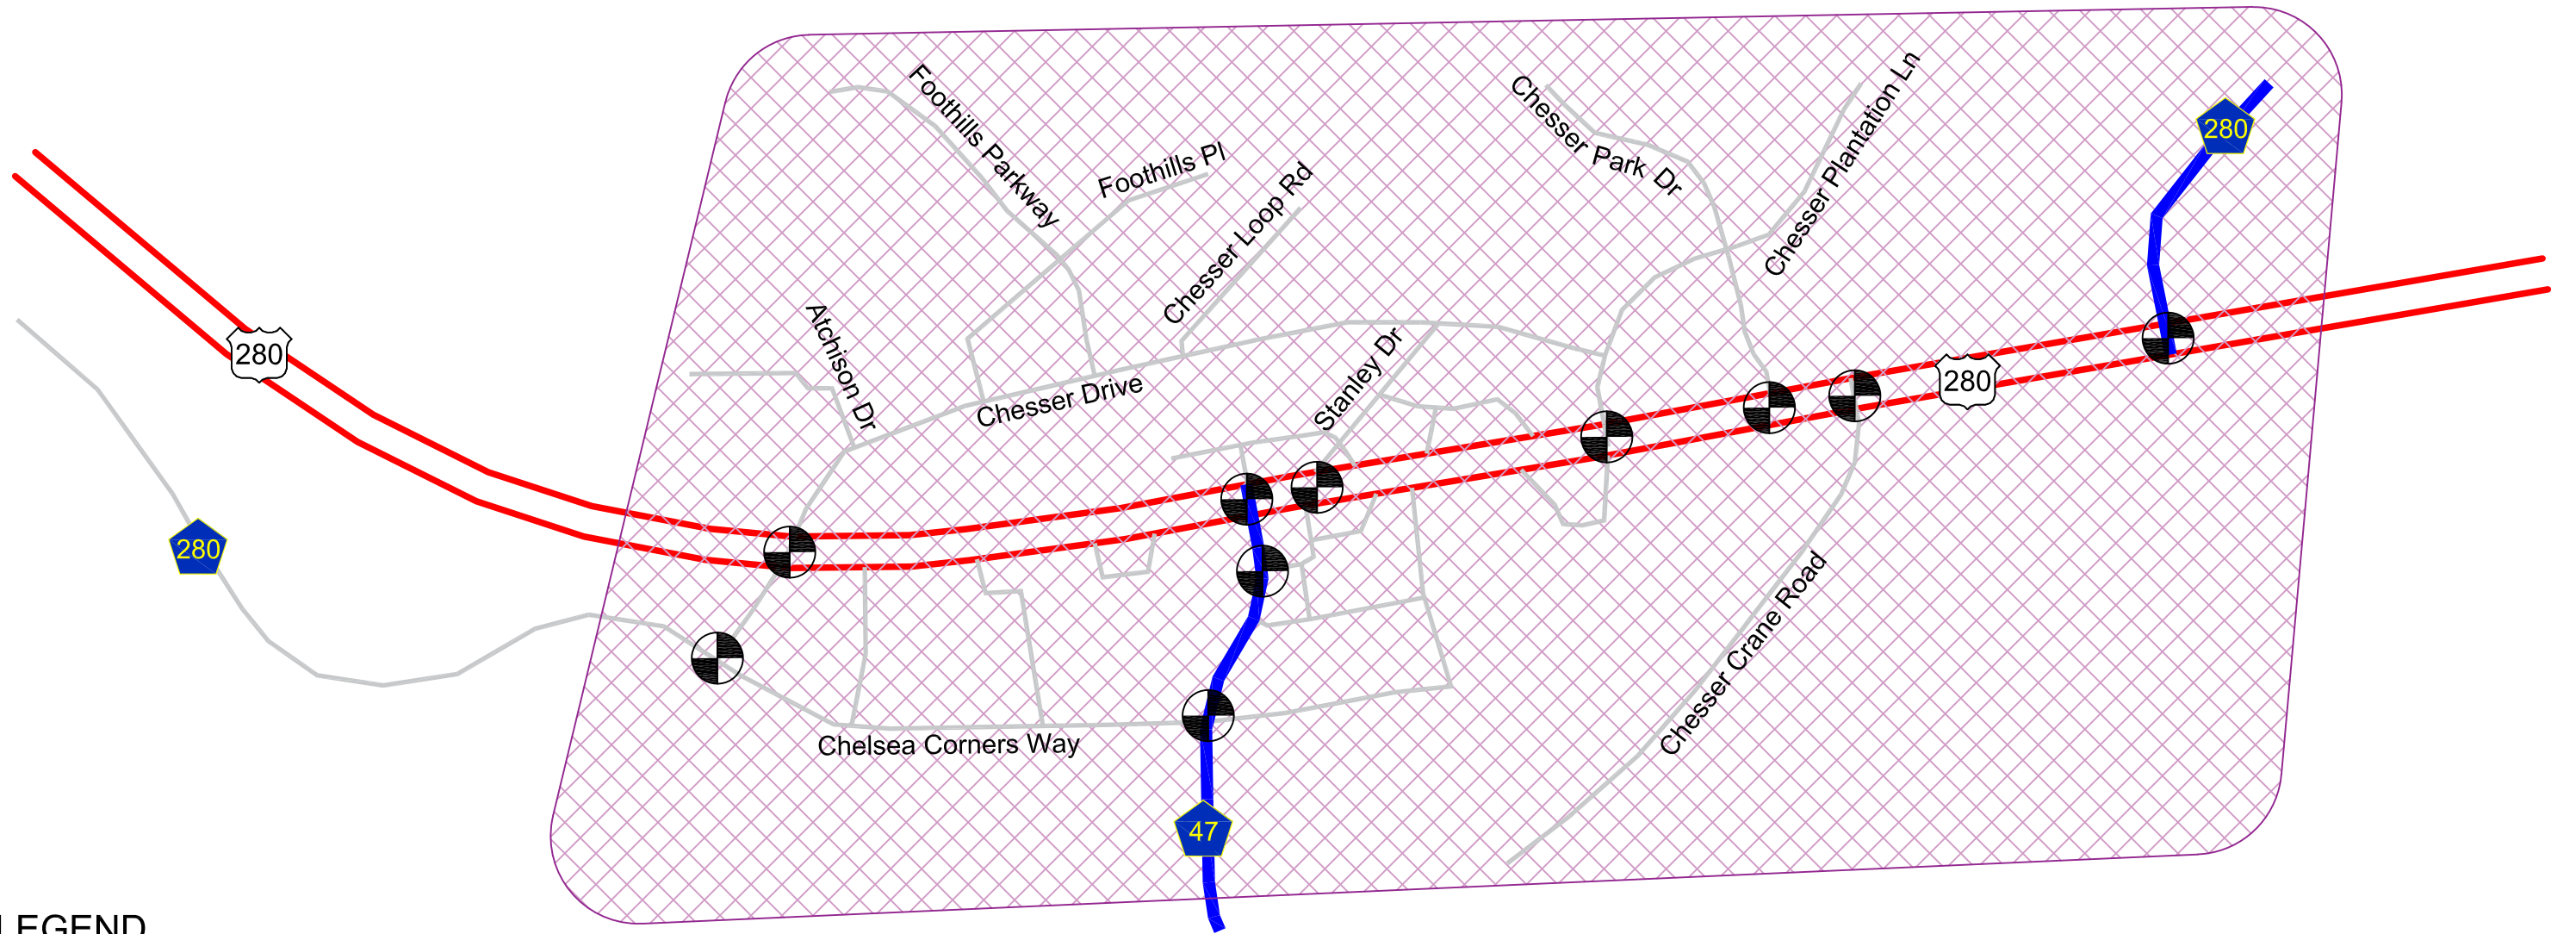 Foothills Parkway
Foothills Pl
Chesser Loop Rd
Chesser Park Dr
Chesser Plantation Ln
280
280
Atchison Dr
Chesser Drive
Stanley Dr
280
280
Chesser Crane Road
Chelsea Corners Way
47
LEGEND